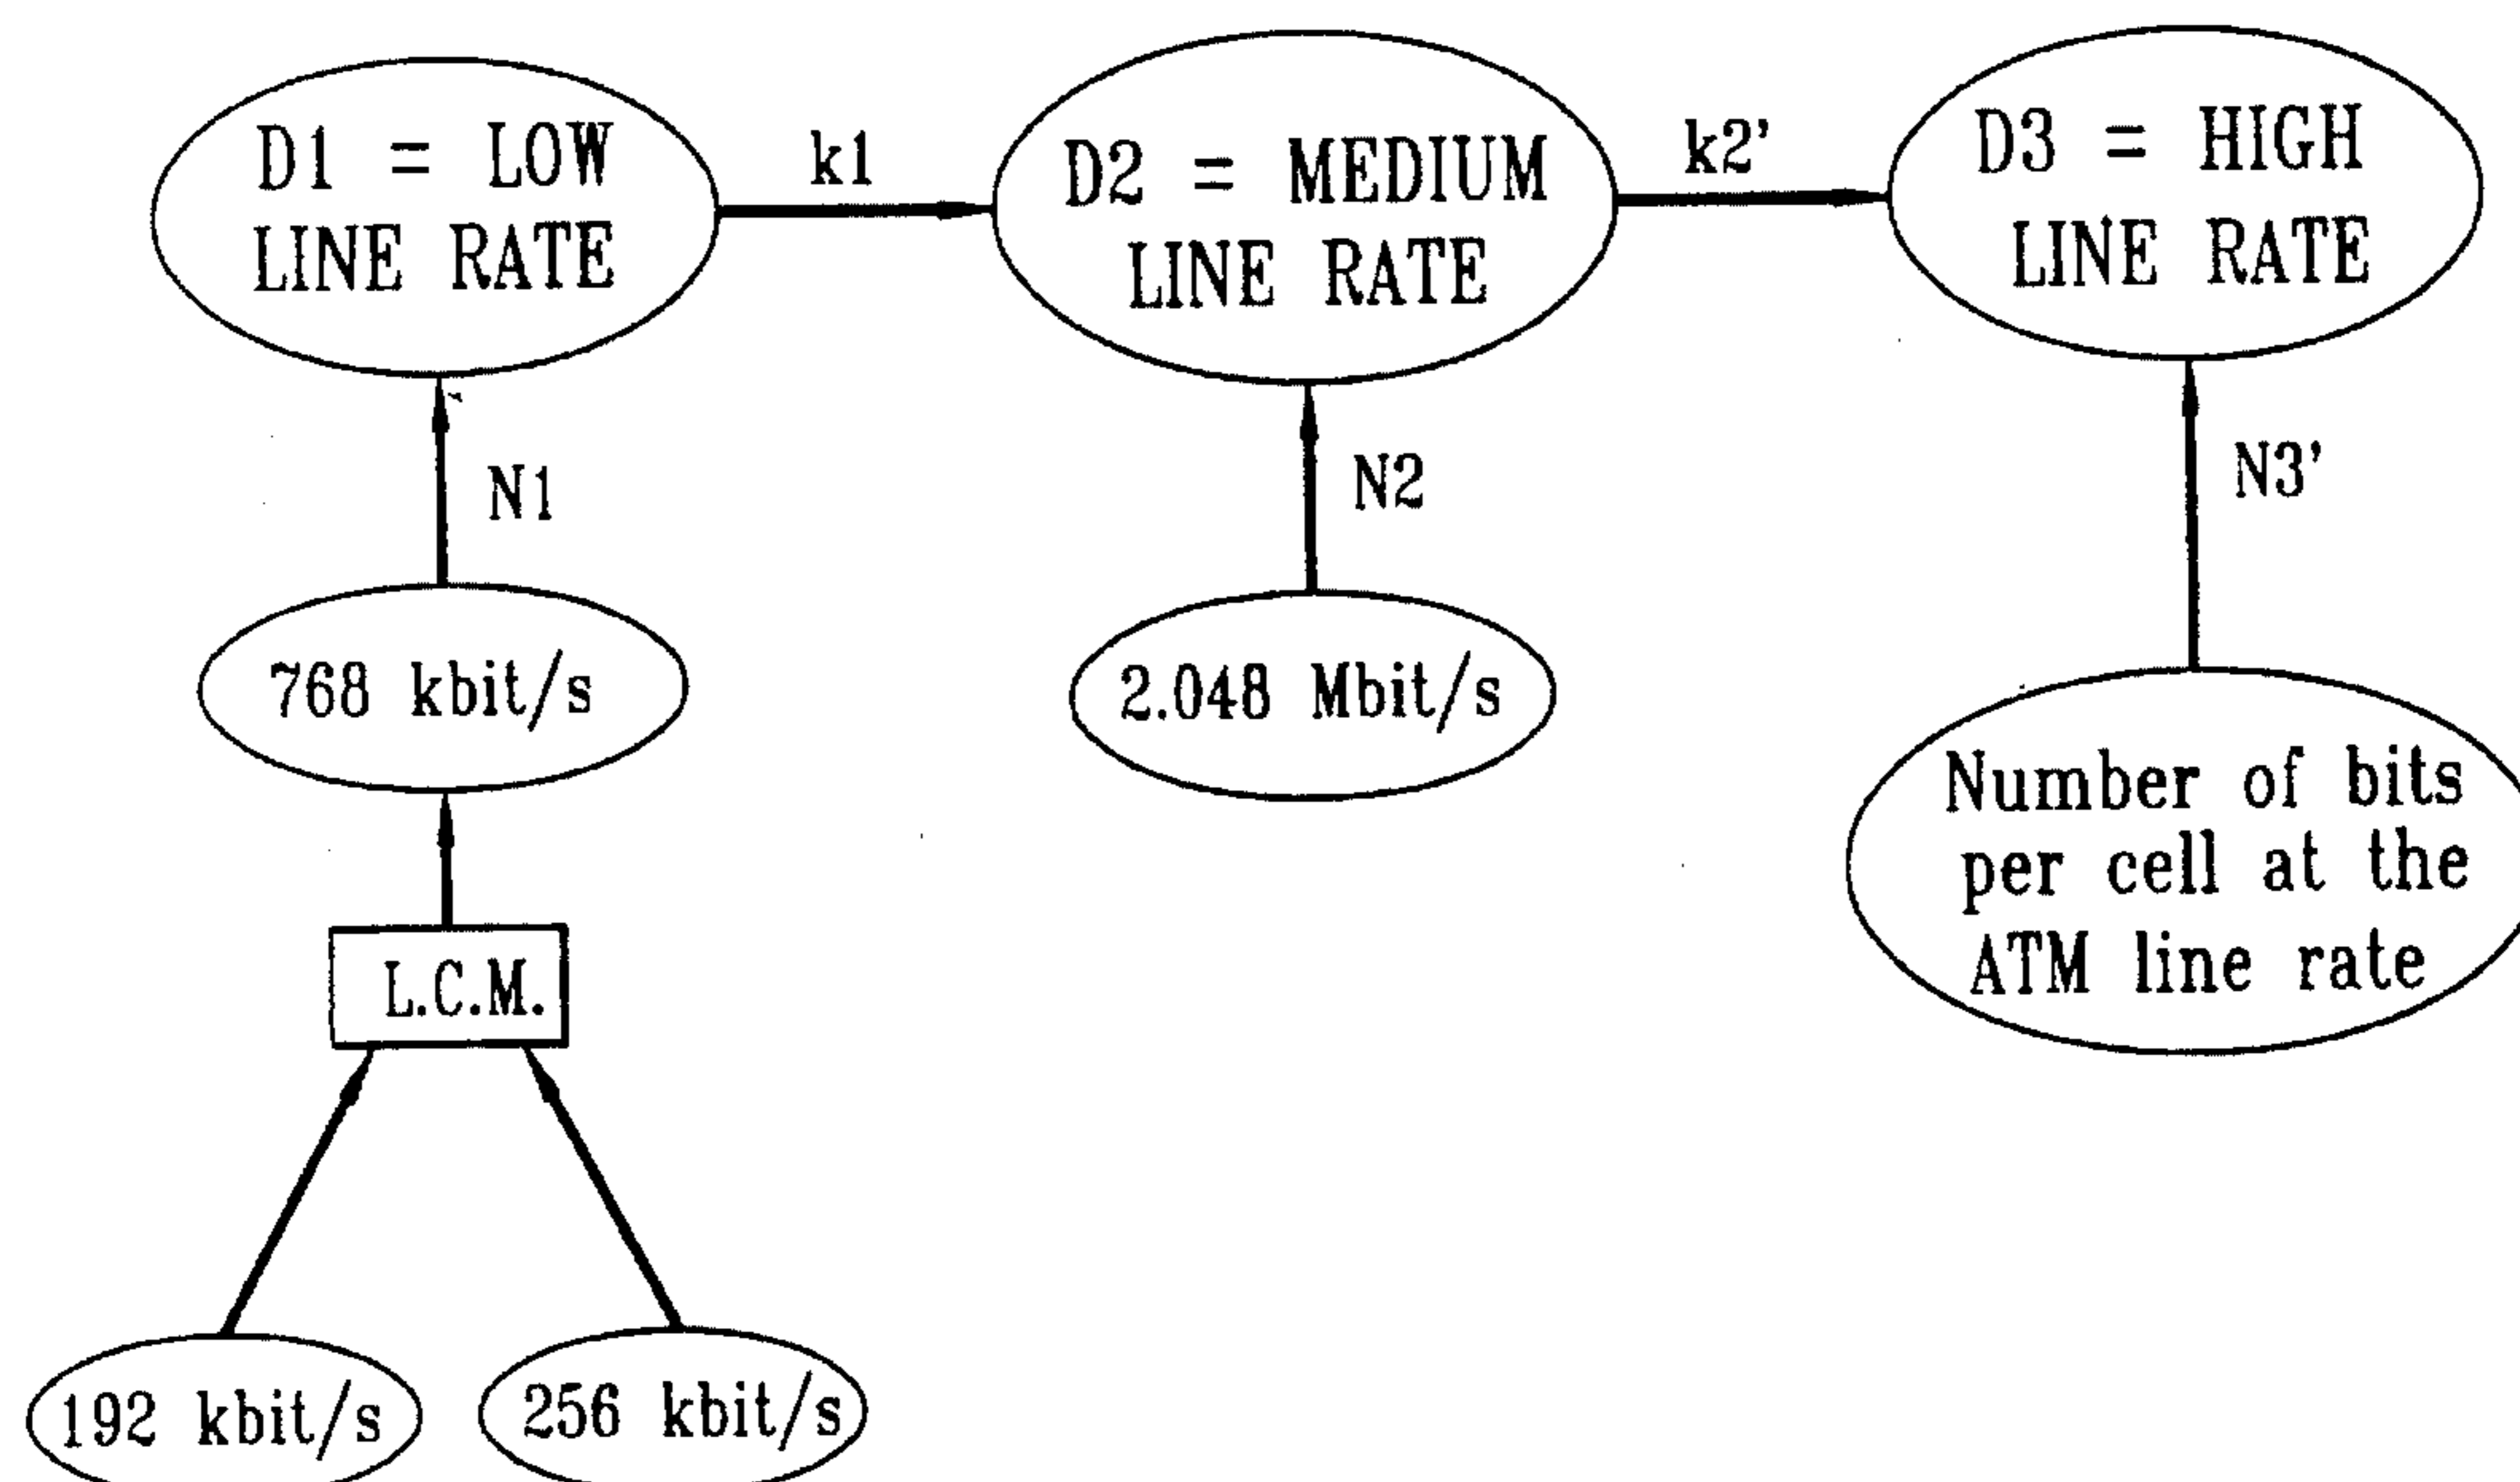 D1 = LOW
LINE RATE
k1
D2 = MEDIUM
LINE RATE
k2'
D3 = HIGH
LINE RATE
N1
N2
N3'
768 kbit/s
2.048 Mbit/s
Number of bits
per cell at the
ATM line rate
L.C.M.
192 kbit/s
256 kbit/s